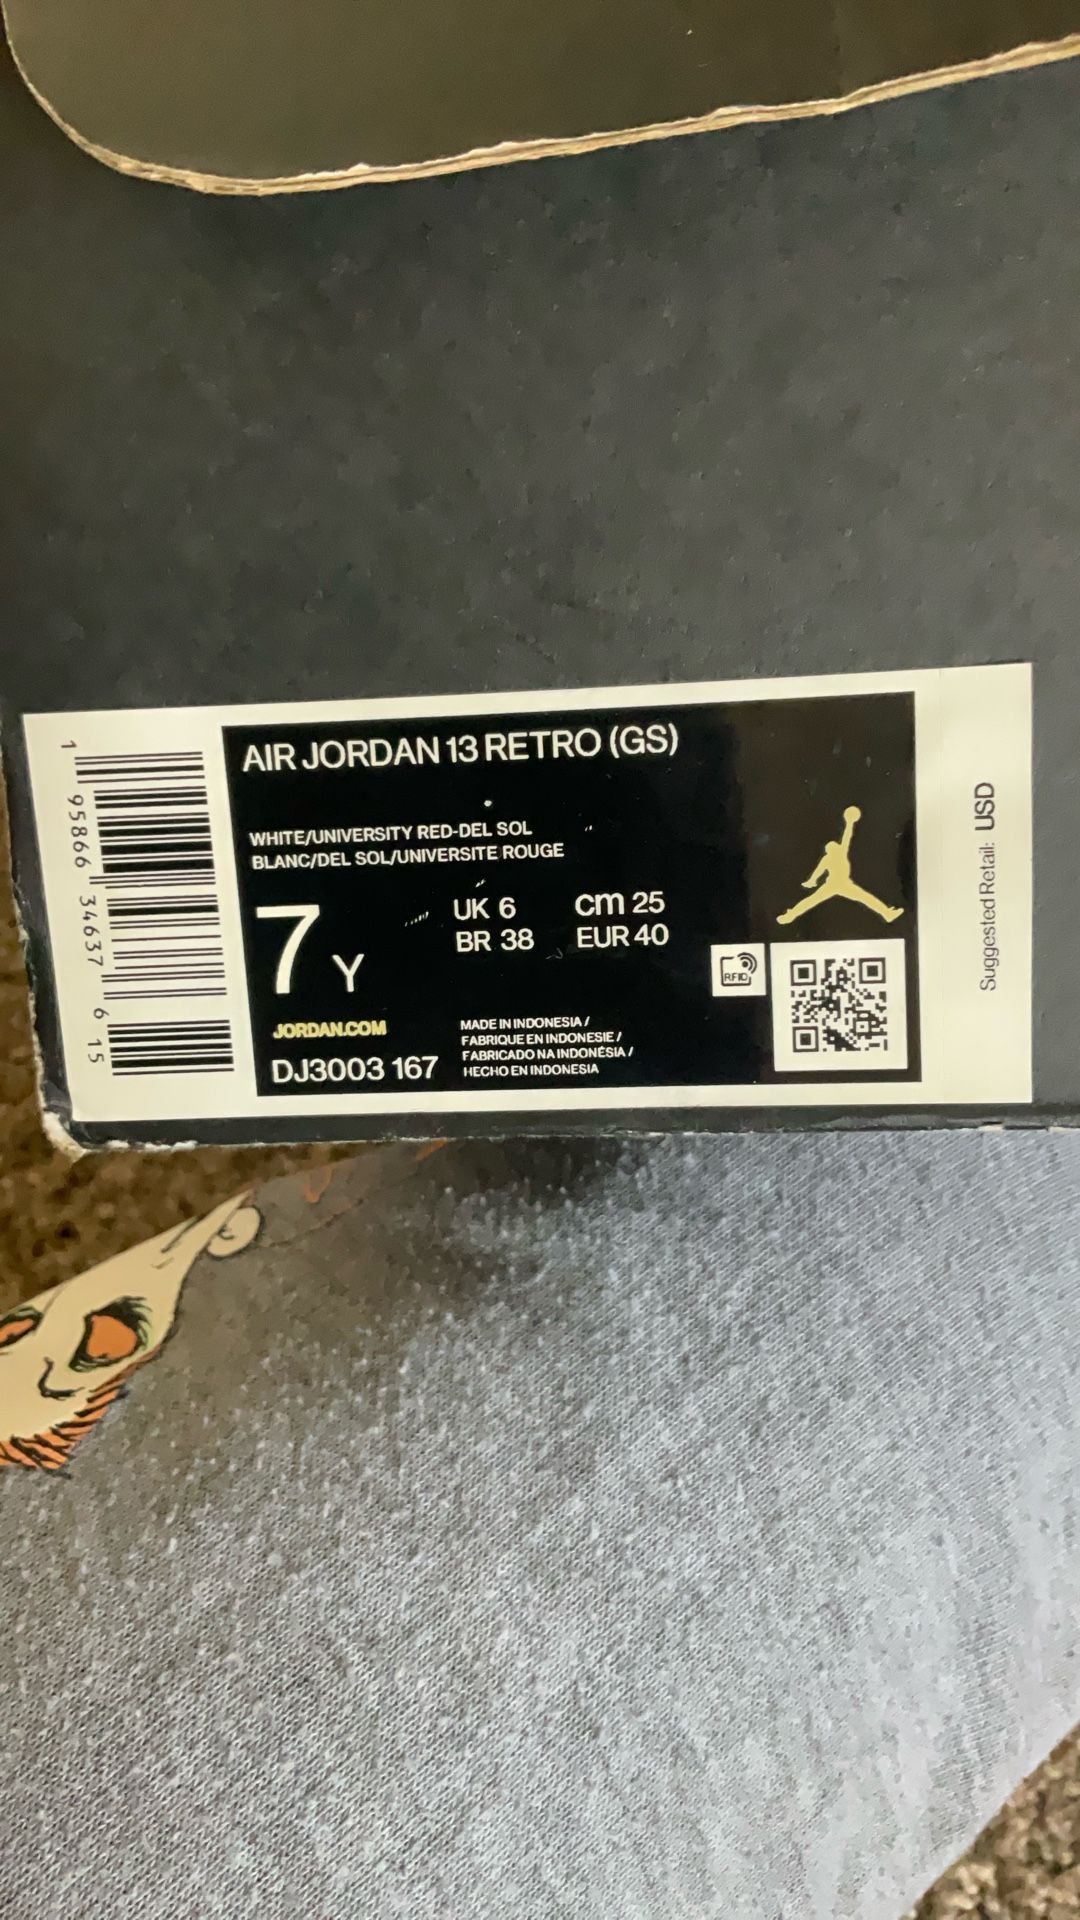 AIR JORDAN 13 RETRO (GS)
WHITE/UNIVERSITY RED-DEL SOL
BLANC/DEL SOL/UNIVERSITE ROUGE
7 Y
UK 6 cm 25
BR 38 EUR 40
JORDAN.COM
DJ3003 167
MADE IN INDONESIA /
FABRIQUE EN INDONESIE /
FABRICADO NA INDONÉSIA /
HECHO EN INDONESIA
RFID
Suggested Retail: USD
1 95866 34637 6 15